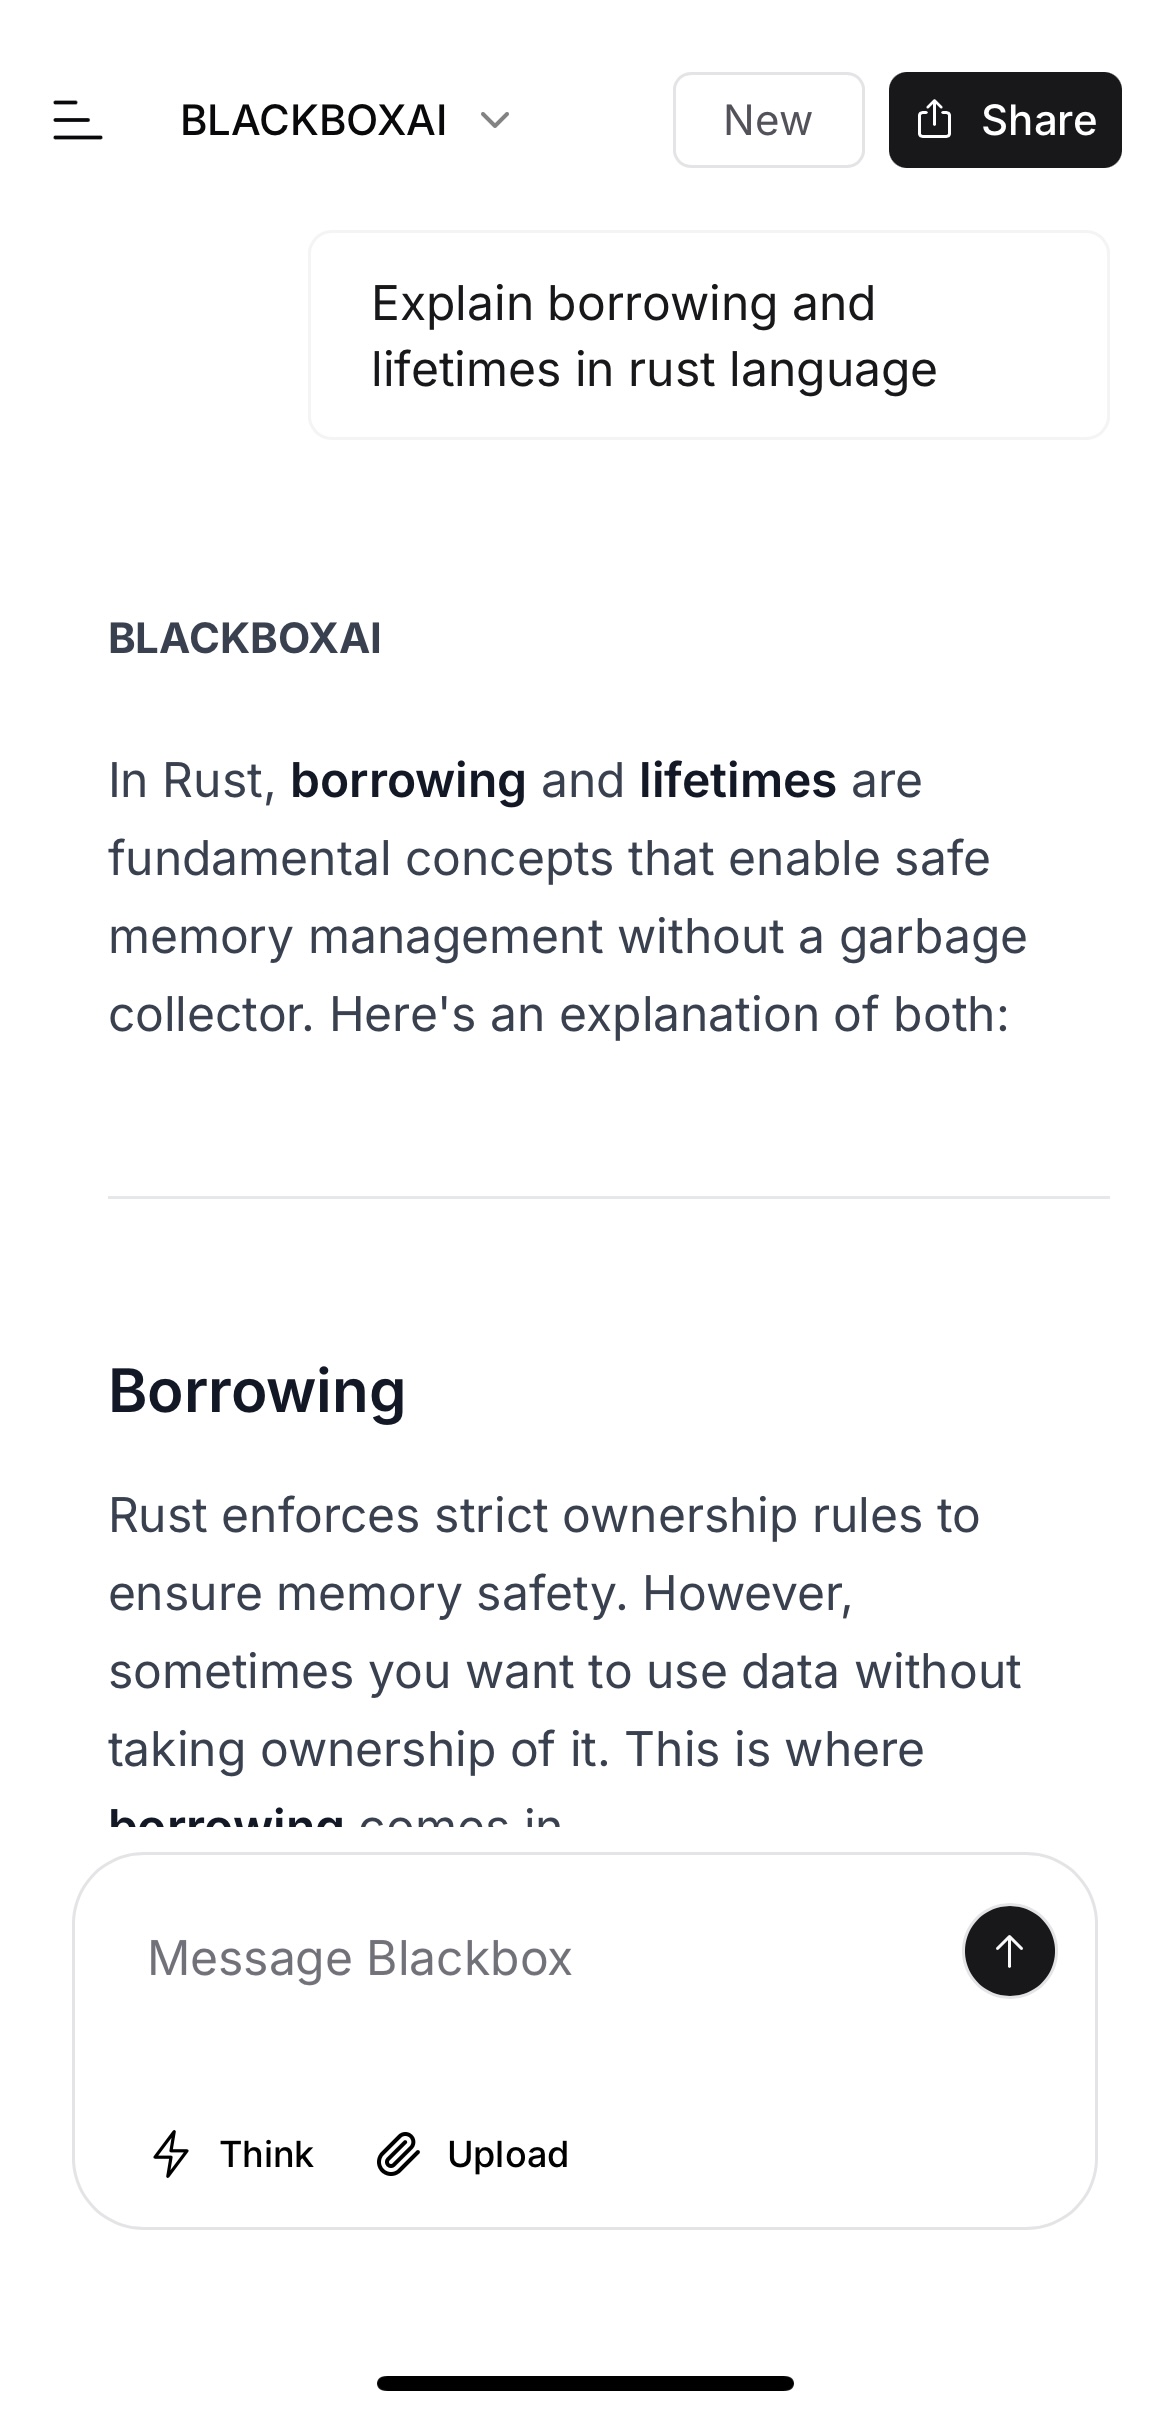 BLACKBOXAI
New
Share
Explain borrowing and
lifetimes in rust language
BLACKBOXAI
In Rust, borrowing and lifetimes are
fundamental concepts that enable safe
memory management without a garbage
collector. Here's an explanation of both:
Borrowing
Rust enforces strict ownership rules to
ensure memory safety. However,
sometimes you want to use data without
taking ownership of it. This is where
borrowing comes in
Message Blackbox
Think
Upload